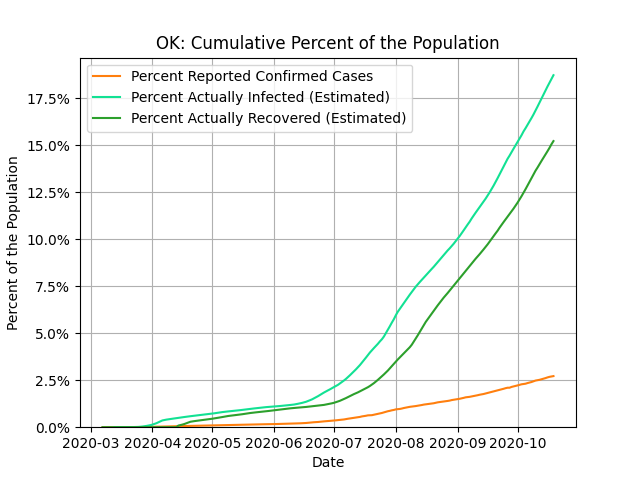 OK: Cumulative Percent of the Population
Percent Reported Confirmed Cases
Percent Actually Infected (Estimated)
Percent Actually Recovered (Estimated)
Percent of the Population
17.5%
15.0%
12.5%
10.0%
7.5%
5.0%
2.5%
0.0%
2020-03 2020-04 2020-05 2020-06 2020-07 2020-08 2020-09 2020-10
Date